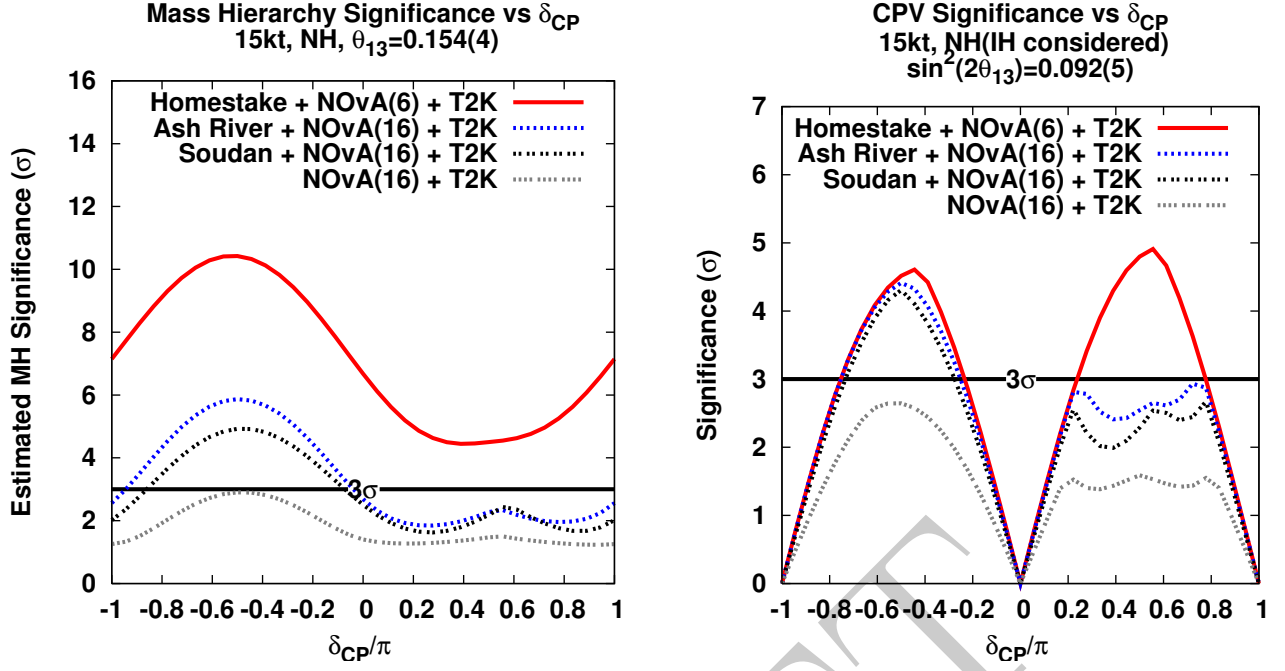 Mass Hierarchy Significance vs δCP
15kt, NH, θ13=0.154(4)
Estimated MH Significance (σ)
16
14
12
10
8
6
4
2
0
Homestake + NOvA(6) + T2K
Ash River + NOvA(16) + T2K
Soudan + NOvA(16) + T2K
NOvA(16) + T2K
3σ
-1 -0.8 -0.6 -0.4 -0.2 0 0.2 0.4 0.6 0.8 1
δCP/π
CPV Significance vs δCP
15kt, NH(IH considered)
sin²(2θ13)=0.092(5)
Significance (σ)
7
6
5
4
3
2
1
0
Homestake + NOvA(6) + T2K
Ash River + NOvA(16) + T2K
Soudan + NOvA(16) + T2K
NOvA(16) + T2K
3σ
-1 -0.8 -0.6 -0.4 -0.2 0 0.2 0.4 0.6 0.8 1
δCP/π